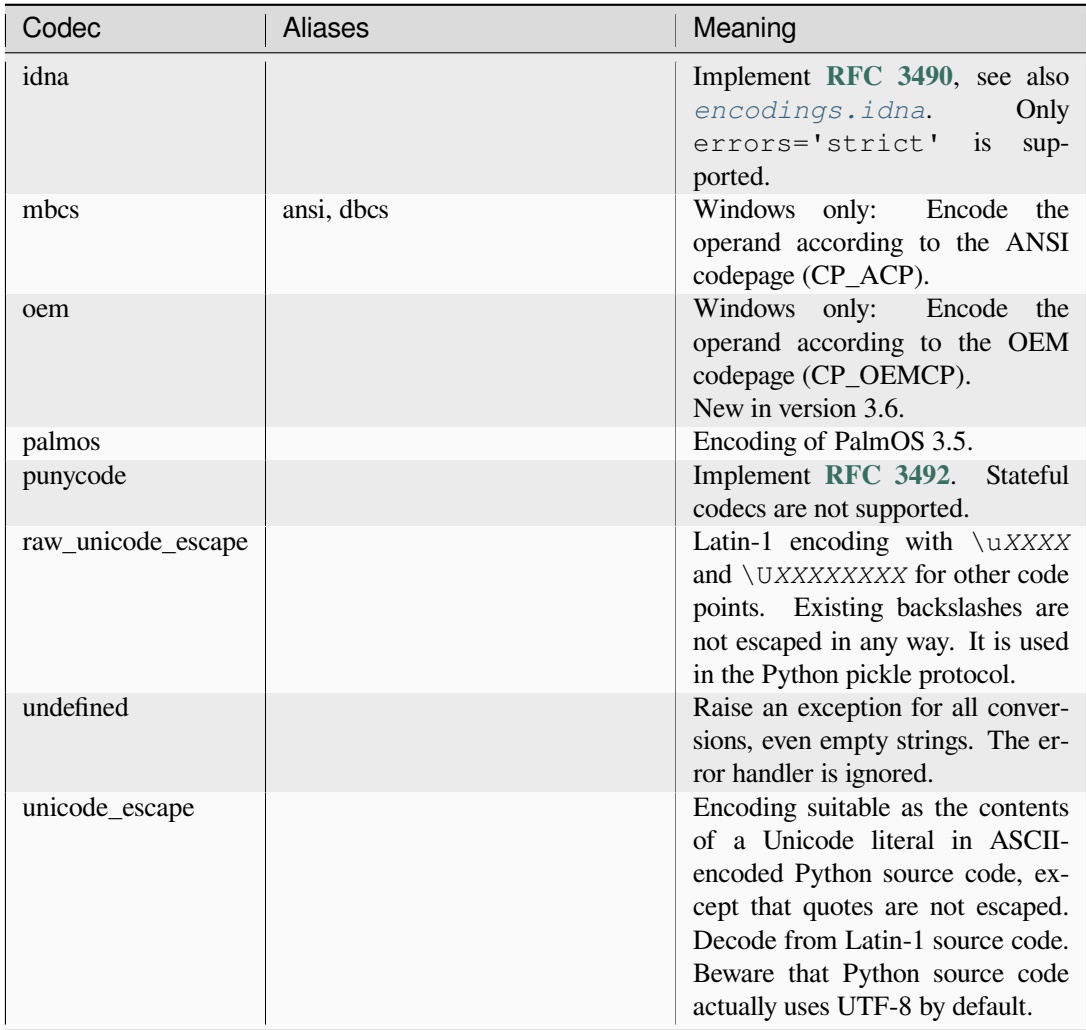 Codec Aliases Meaning
idna Implement RFC 3490, see also
encodings.idna. Only
errors='strict' is sup-
ported.
mbcs ansi, dbcs Windows only: Encode the
operand according to the ANSI
codepage (CP_ACP).
oem Windows only: Encode the
operand according to the OEM
codepage (CP_OEMCP).
New in version 3.6.
palmos Encoding of PalmOS 3.5.
punycode Implement RFC 3492. Stateful
codecs are not supported.
raw_unicode_escape Latin-1 encoding with \uXXXX
and \UXXXXXXXX for other code
points. Existing backslashes are
not escaped in any way. It is used
in the Python pickle protocol.
undefined Raise an exception for all conver-
sions, even empty strings. The er-
ror handler is ignored.
unicode_escape Encoding suitable as the contents
of a Unicode literal in ASCII-
encoded Python source code, ex-
cept that quotes are not escaped.
Decode from Latin-1 source code.
Beware that Python source code
actually uses UTF-8 by default.